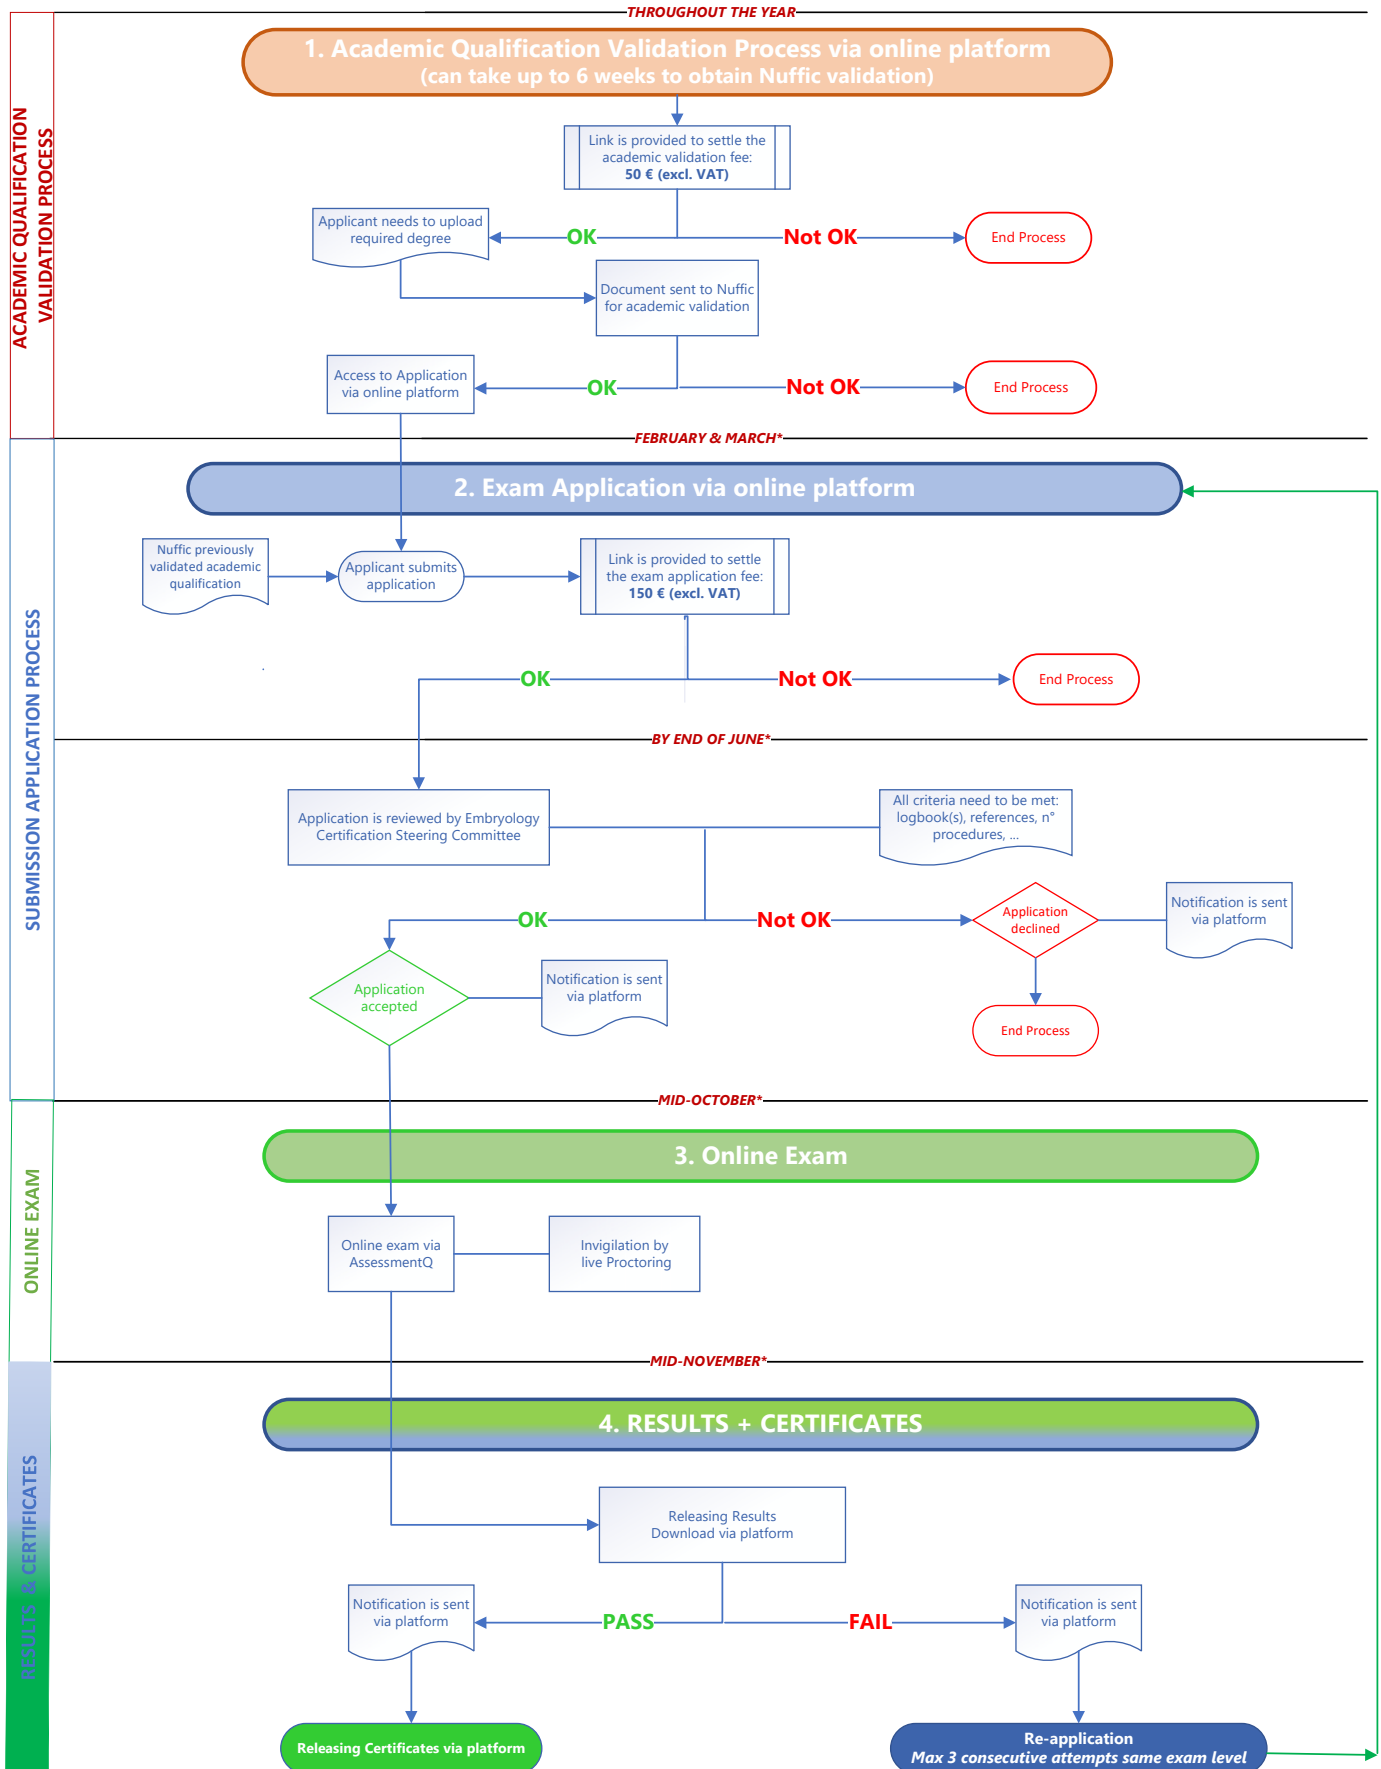 THROUGHOUT THE YEAR
1. Academic Qualification Validation Process via online platform
(can take up to 6 weeks to obtain Nuffic validation)
ACADEMIC QUALIFICATION
VALIDATION PROCESS
Link is provided to settle the
academic validation fee:
50 € (excl. VAT)
Applicant needs to upload
required degree
OK
Not OK
End Process
Document sent to Nuffic
for academic validation
Access to Application
via online platform
OK
Not OK
End Process
FEBRUARY & MARCH*
2. Exam Application via online platform
SUBMISSION APPLICATION PROCESS
Nuffic previously
validated academic
qualification
Applicant submits
application
Link is provided to settle
the exam application fee:
150 € (excl. VAT)
OK
Not OK
End Process
BY END OF JUNE*
Application is reviewed by Embryology
Certification Steering Committee
All criteria need to be met:
logbook(s), references, n°
procedures, ...
OK
Not OK
Application
declined
Notification is sent
via platform
Application
accepted
Notification is sent
via platform
End Process
MID-OCTOBER*
3. Online Exam
ONLINE EXAM
Online exam via
AssessmentQ
Invigilation by
live Proctoring
MID-NOVEMBER*
4. RESULTS + CERTIFICATES
RESULTS & CERTIFICATES
Releasing Results
Download via platform
Notification is sent
via platform
PASS
FAIL
Notification is sent
via platform
Releasing Certificates via platform
Re-application
Max 3 consecutive attempts same exam level